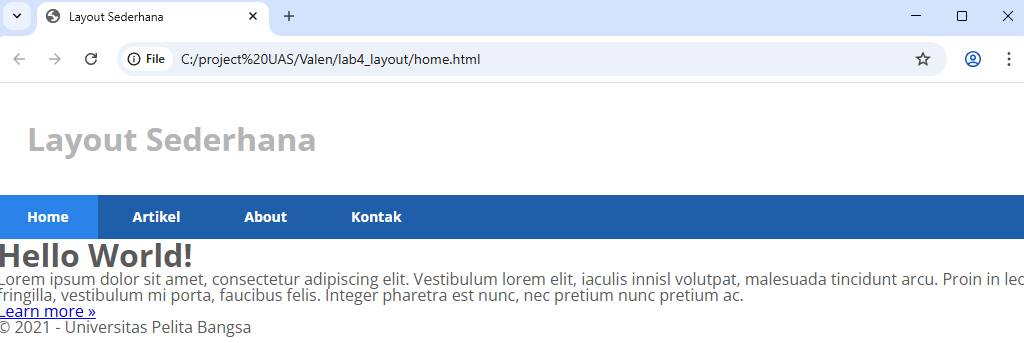 Layout Sederhana
File C:/project%20UAS/Valen/lab4_layout/home.html
Layout Sederhana
Home Artikel About Kontak
Hello World!
Lorem ipsum dolor sit amet, consectetur adipiscing elit. Vestibulum lorem elit, iaculis innisl volutpat, malesuada tincidunt arcu. Proin in leo
fringilla, vestibulum mi porta, faucibus felis. Integer pharetra est nunc, nec pretium nunc pretium ac.
Learn more »
© 2021 - Universitas Pelita Bangsa